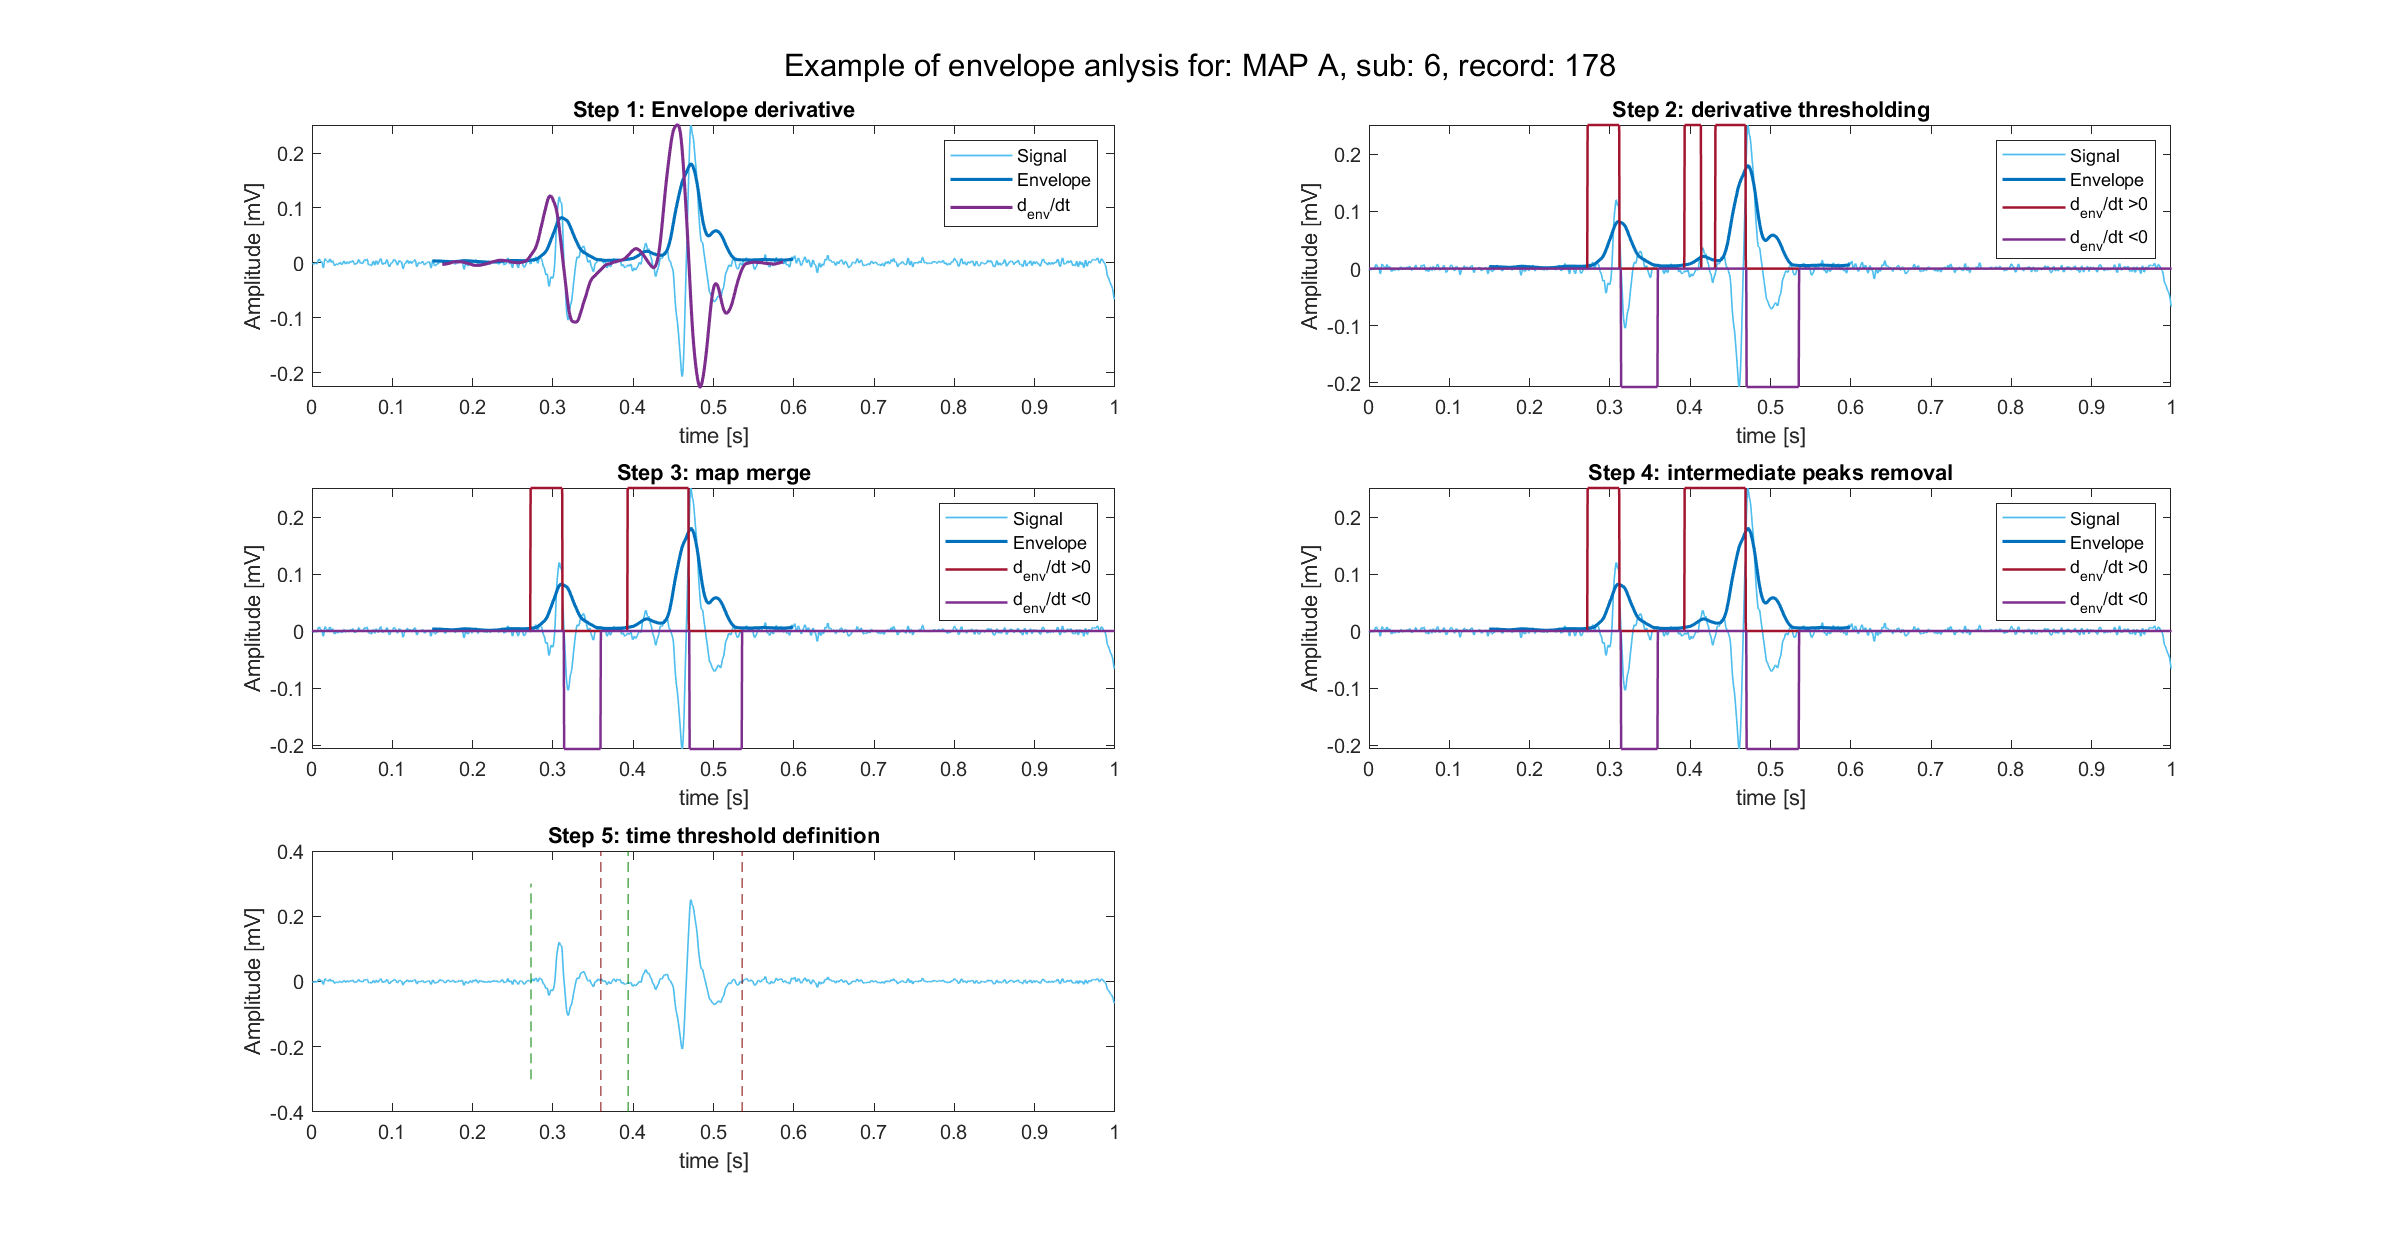 Example of envelope anlysis for: MAP A, sub: 6, record: 178
Step 1: Envelope derivative
0.2
0.1
0
-0.1
-0.2
Amplitude [mV]
0 0.1 0.2 0.3 0.4 0.5 0.6 0.7 0.8 0.9 1
time [s]
Signal
Envelope
d_env/dt
Step 2: derivative thresholding
0.2
0.1
0
-0.1
-0.2
Amplitude [mV]
0 0.1 0.2 0.3 0.4 0.5 0.6 0.7 0.8 0.9 1
time [s]
Signal
Envelope
d_env/dt >0
d_env/dt <0
Step 3: map merge
0.2
0.1
0
-0.1
-0.2
Amplitude [mV]
0 0.1 0.2 0.3 0.4 0.5 0.6 0.7 0.8 0.9 1
time [s]
Signal
Envelope
d_env/dt >0
d_env/dt <0
Step 4: intermediate peaks removal
0.2
0.1
0
-0.1
-0.2
Amplitude [mV]
0 0.1 0.2 0.3 0.4 0.5 0.6 0.7 0.8 0.9 1
time [s]
Signal
Envelope
d_env/dt >0
d_env/dt <0
Step 5: time threshold definition
0.4
0.2
0
-0.2
-0.4
Amplitude [mV]
0 0.1 0.2 0.3 0.4 0.5 0.6 0.7 0.8 0.9 1
time [s]